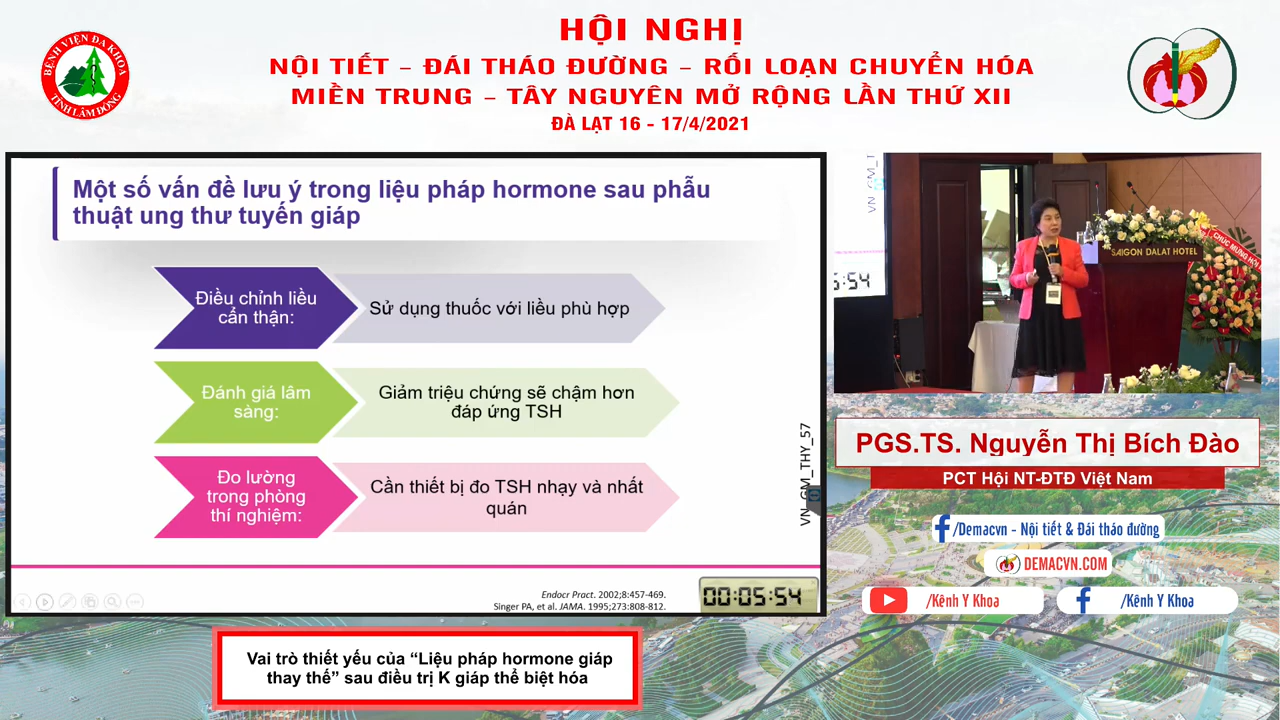 HỘI NGHỊ
NỘI TIẾT – ĐÁI THÁO ĐƯỜNG – RỐI LOẠN CHUYỂN HÓA
MIỀN TRUNG – TÂY NGUYÊN MỞ RỘNG LẦN THỨ XII
ĐÀ LẠT 16 - 17/4/2021
BỆNH VIỆN ĐA KHOA
TỈNH LÂM ĐỒNG
Một số vấn đề lưu ý trong liệu pháp hormone sau phẫu
thuật ung thư tuyến giáp
Điều chỉnh liều
cẩn thận:
Sử dụng thuốc với liều phù hợp
Đánh giá lâm
sàng:
Giảm triệu chứng sẽ chậm hơn
đáp ứng TSH
Đo lường
trong phòng
thí nghiệm:
Cần thiết bị đo TSH nhạy và nhất
quán
VN_GM_THY_57
Endocr Pract. 2002;8:457-469.
Singer PA, et al. JAMA. 1995;273:808-812.
00:05:54
VN_GM_T
5:54
SAIGON DALAT HOTEL
CHÚC MỪNG HỘI
PGS.TS. Nguyễn Thị Bích Đào
PCT Hội NT-ĐTĐ Việt Nam
/Demacvn - Nội tiết & Đái tháo đường
DEMACVN.COM
/Kênh Y Khoa
/Kênh Y Khoa
Vai trò thiết yếu của “Liệu pháp hormone giáp
thay thế” sau điều trị K giáp thể biệt hóa